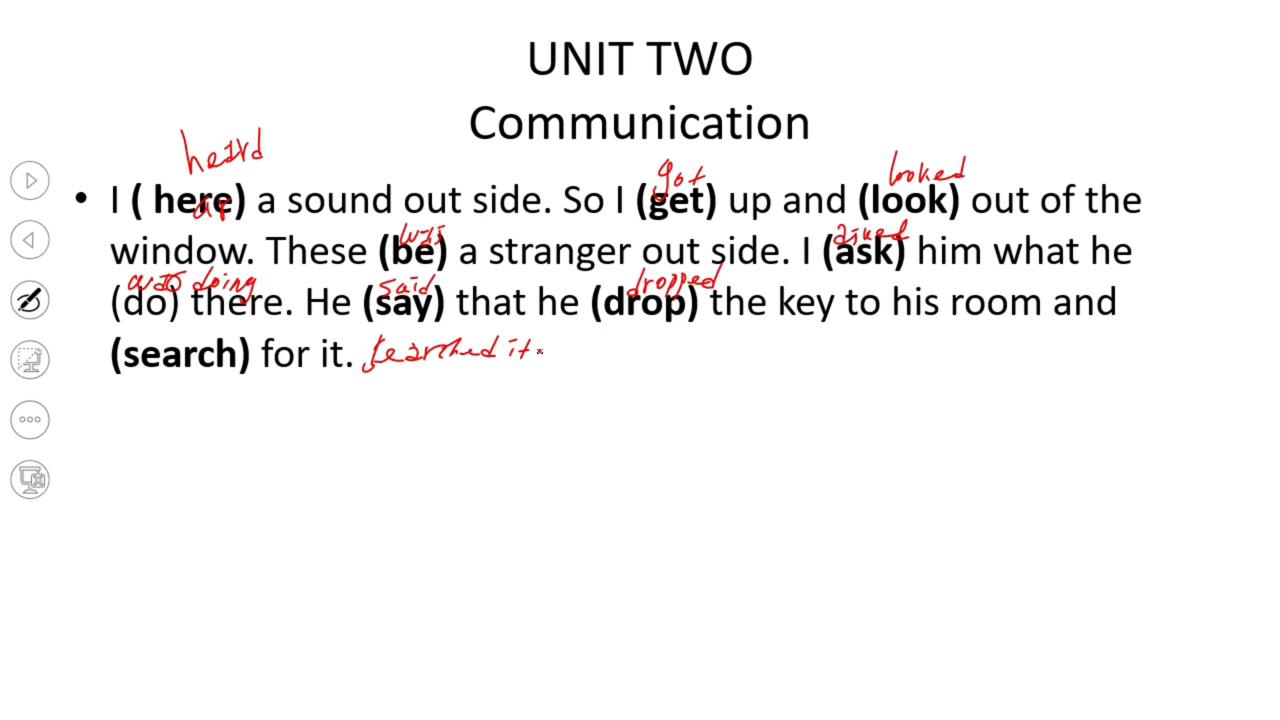 UNIT TWO
Communication
heard
got looked
• I ( here) a sound out side. So I (get) up and (look) out of the
ar
was asked
window. These (be) a stranger out side. I (ask) him what he
was doing said dropped
(do) there. He (say) that he (drop) the key to his room and
(search) for it. searched it